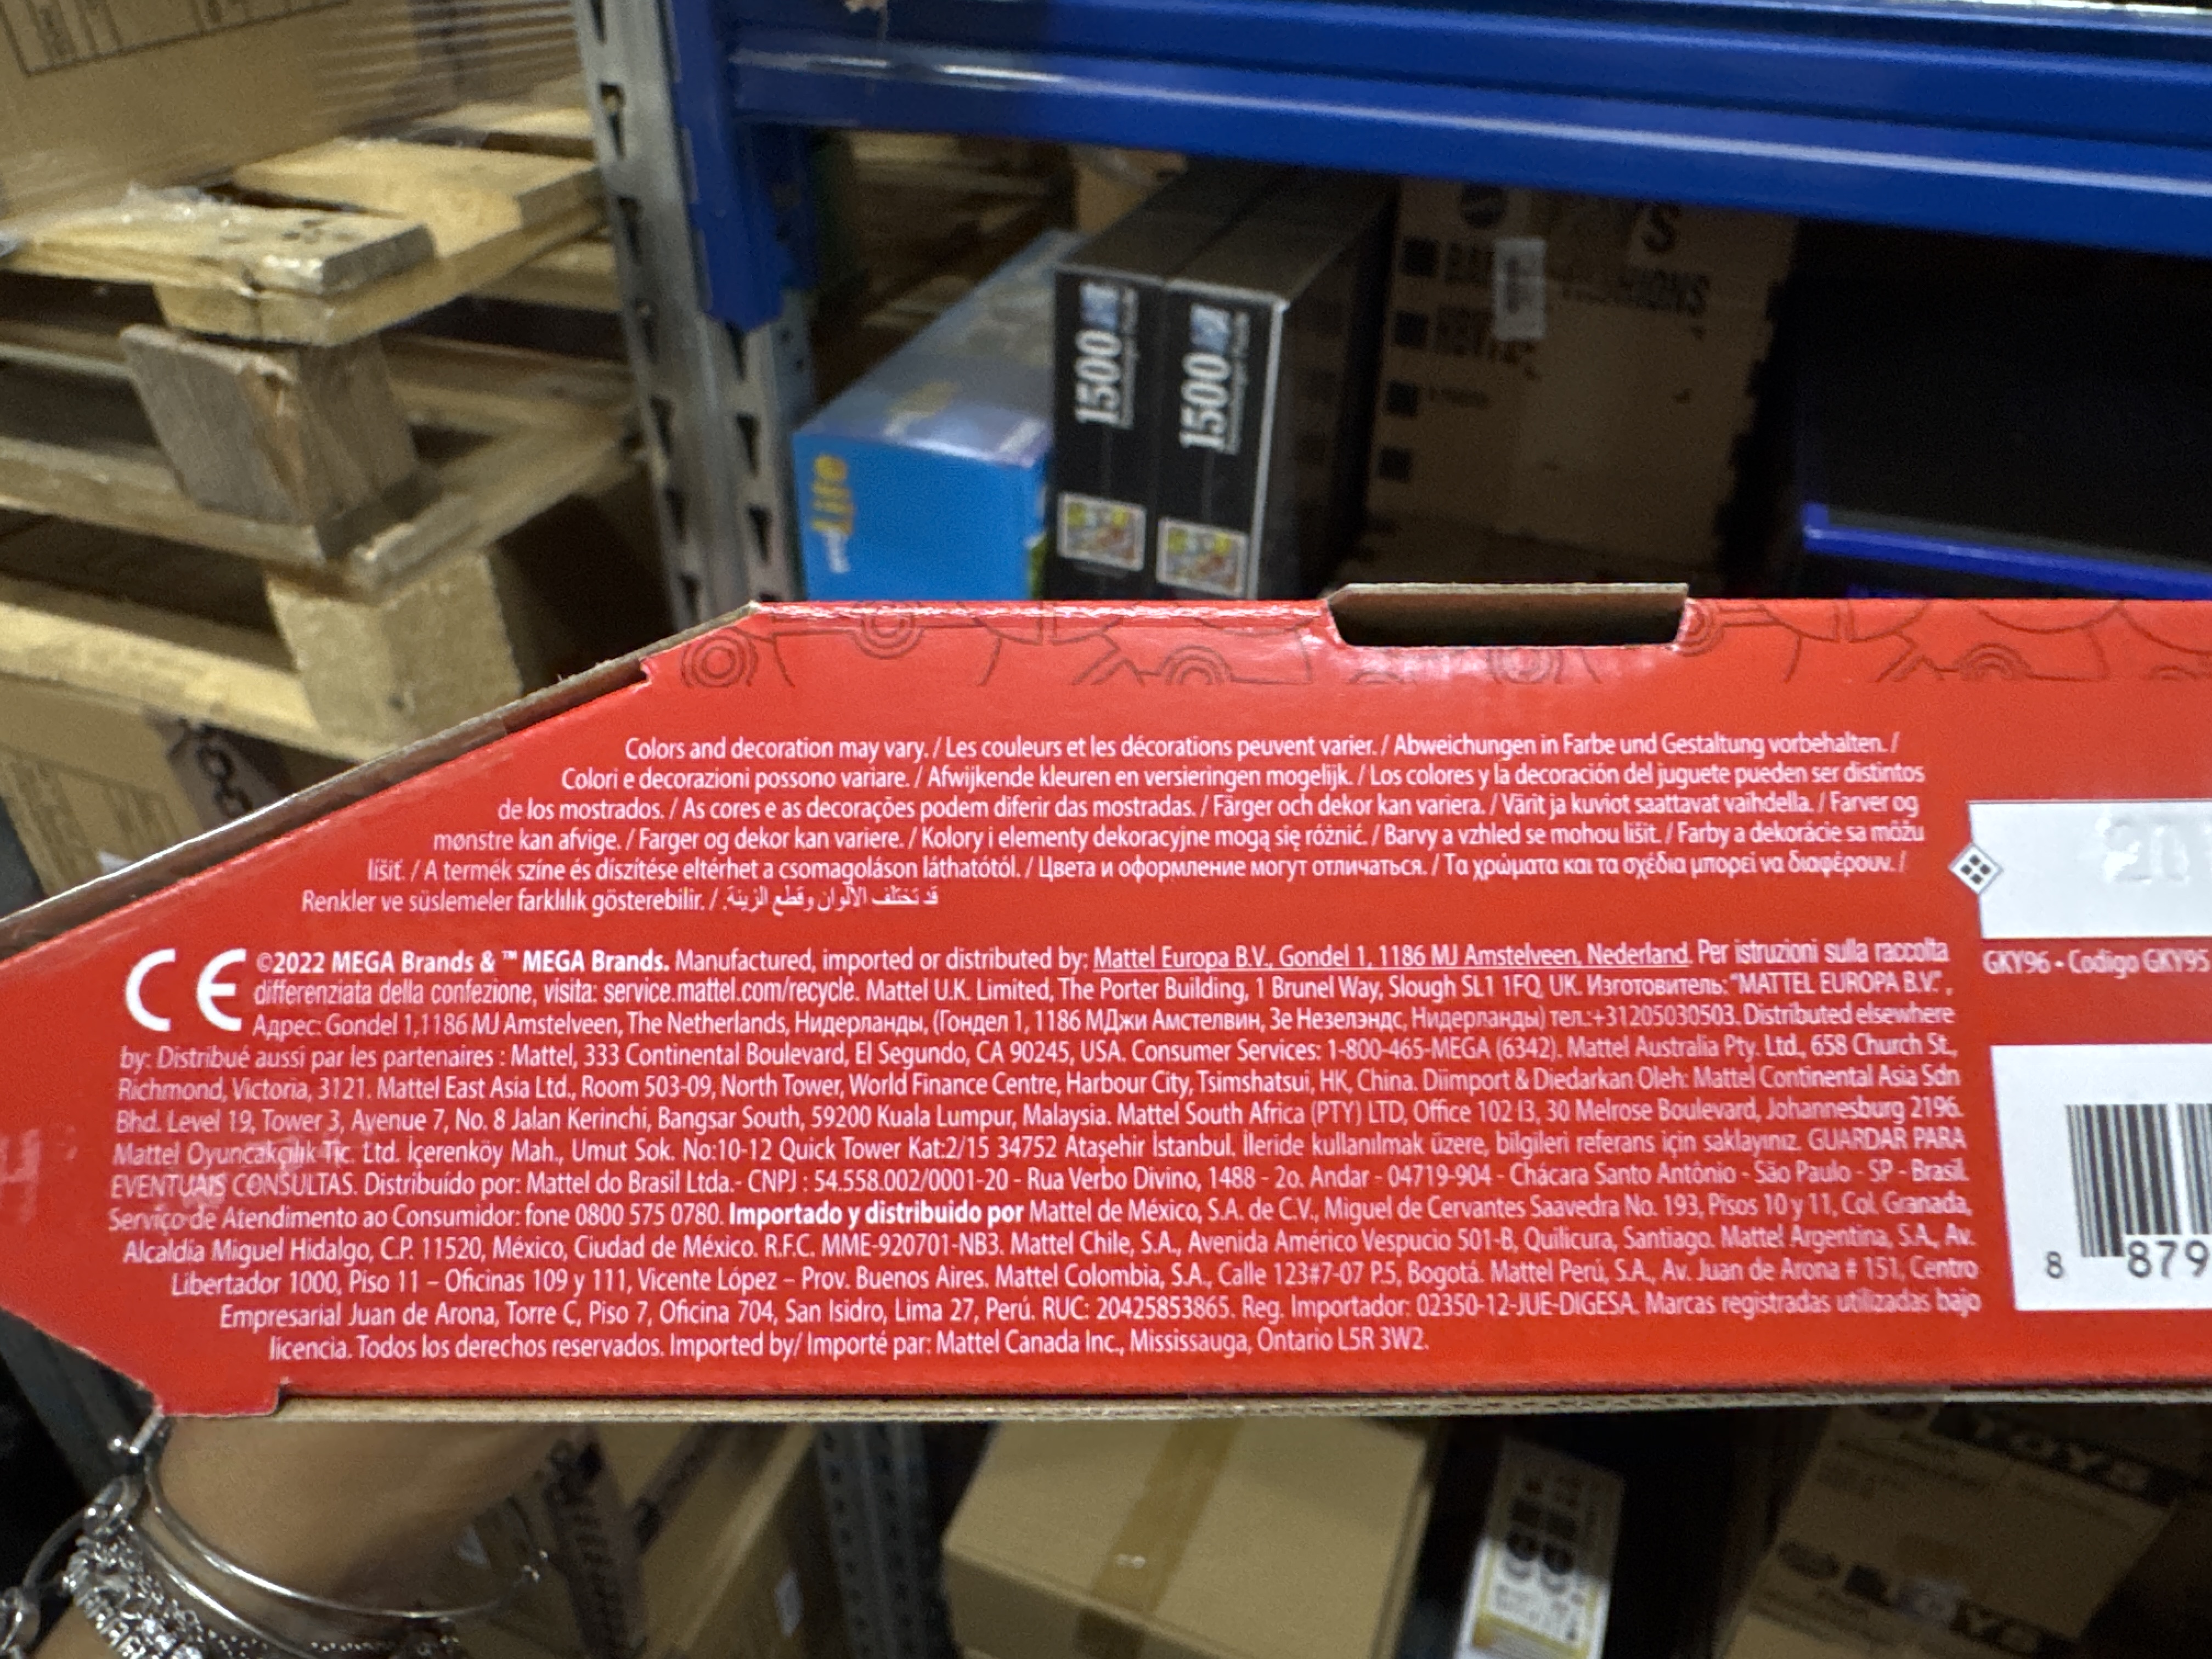 1500
1500
TOYS
Colors and decoration may vary. / Les couleurs et les décorations peuvent varier. / Abweichungen in Farbe und Gestaltung vorbehalten. /
Colori e decorazioni possono variare. / Afwijkende kleuren en versieringen mogelijk. / Los colores y la decoración del juguete pueden ser distintos
de los mostrados. / As cores e as decorações podem diferir das mostradas. / Färger och dekor kan variera. / Värit ja kuviot saattavat vaihdella. / Farver og
mønstre kan afvige. / Farger og dekor kan variere. / Kolory i elementy dekoracyjne mogą się różnić. / Barvy a vzhled se mohou lišit. / Farby a dekorácie sa môžu
líšiť. / A termék színe és díszítése eltérhet a csomagoláson láthatótól. / Цвета и оформление могут отличаться. / Τα χρώματα και τα σχέδια μπορεί να διαφέρουν. /
Renkler ve süslemeler farklılık gösterebilir. / قد تختلف الألوان وقطع الزينة.
CE ©2022 MEGA Brands & ™ MEGA Brands. Manufactured, imported or distributed by: Mattel Europa B.V., Gondel 1, 1186 MJ Amstelveen, Nederland. Per istruzioni sulla raccolta
differenziata della confezione, visita: service.mattel.com/recycle. Mattel U.K. Limited, The Porter Building, 1 Brunel Way, Slough SL1 1FQ, UK. Изготовитель: "MATTEL EUROPA B.V.",
Адрес: Gondel 1,1186 MJ Amstelveen, The Netherlands, Нидерланды, (Гондел 1, 1186 МДжи Амстелвин, Зе Незелэндс, Нидерланды) тел.:+31205030503. Distributed elsewhere
by: Distribué aussi par les partenaires : Mattel, 333 Continental Boulevard, El Segundo, CA 90245, USA. Consumer Services: 1-800-465-MEGA (6342). Mattel Australia Pty. Ltd., 658 Church St.,
Richmond, Victoria, 3121. Mattel East Asia Ltd., Room 503-09, North Tower, World Finance Centre, Harbour City, Tsimshatsui, HK, China. Diimport & Diedarkan Oleh: Mattel Continental Asia Sdn
Bhd. Level 19, Tower 3, Avenue 7, No. 8 Jalan Kerinchi, Bangsar South, 59200 Kuala Lumpur, Malaysia. Mattel South Africa (PTY) LTD, Office 102 I3, 30 Melrose Boulevard, Johannesburg 2196.
Mattel Oyuncakçılık Tic. Ltd. İçerenköy Mah., Umut Sok. No:10-12 Quick Tower Kat:2/15 34752 Ataşehir İstanbul. İleride kullanılmak üzere, bilgileri referans için saklayınız. GUARDAR PARA
EVENTUAIS CONSULTAS. Distribuído por: Mattel do Brasil Ltda.- CNPJ : 54.558.002/0001-20 - Rua Verbo Divino, 1488 - 2o. Andar - 04719-904 - Chácara Santo Antônio - São Paulo - SP - Brasil.
Serviço de Atendimento ao Consumidor: fone 0800 575 0780. Importado y distribuido por Mattel de México, S.A. de C.V., Miguel de Cervantes Saavedra No. 193, Pisos 10 y 11, Col. Granada,
Alcaldía Miguel Hidalgo, C.P. 11520, México, Ciudad de México. R.F.C. MME-920701-NB3. Mattel Chile, S.A., Avenida Américo Vespucio 501-B, Quilicura, Santiago. Mattel Argentina, S.A., Av.
Libertador 1000, Piso 11 – Oficinas 109 y 111, Vicente López – Prov. Buenos Aires. Mattel Colombia, S.A., Calle 123#7-07 P.5, Bogotá. Mattel Perú, S.A., Av. Juan de Arona # 151, Centro
Empresarial Juan de Arona, Torre C, Piso 7, Oficina 704, San Isidro, Lima 27, Perú. RUC: 20425853865. Reg. Importador: 02350-12-JUE-DIGESA. Marcas registradas utilizadas bajo
licencia. Todos los derechos reservados. Imported by/ Importé par: Mattel Canada Inc., Mississauga, Ontario L5R 3W2.
GKY96 - Codigo GKY95
8 879
TOYS